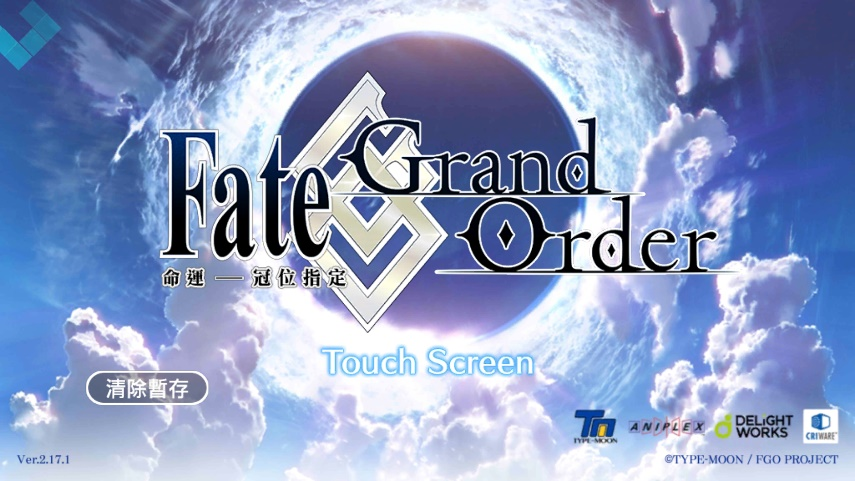 Fate
Grand
Order
命運 — 冠位指定
Touch Screen
清除暫存
TYPE-MOON
ANIPLEX
DELiGHT
WORKS
CRIWARE™
Ver.2.17.1
©TYPE-MOON / FGO PROJECT